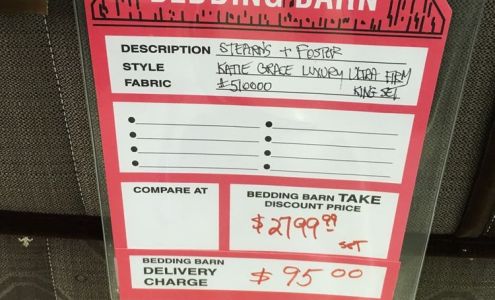 BEDDING BARN
DESCRIPTION STEARNS + FOSTER
STYLE KATIE GRACE LUXURY ULTRA FIRM
FABRIC #510000 KING SET
COMPARE AT
BEDDING BARN TAKE
DISCOUNT PRICE
$2799.99
SET
BEDDING BARN
DELIVERY
CHARGE
$95.00